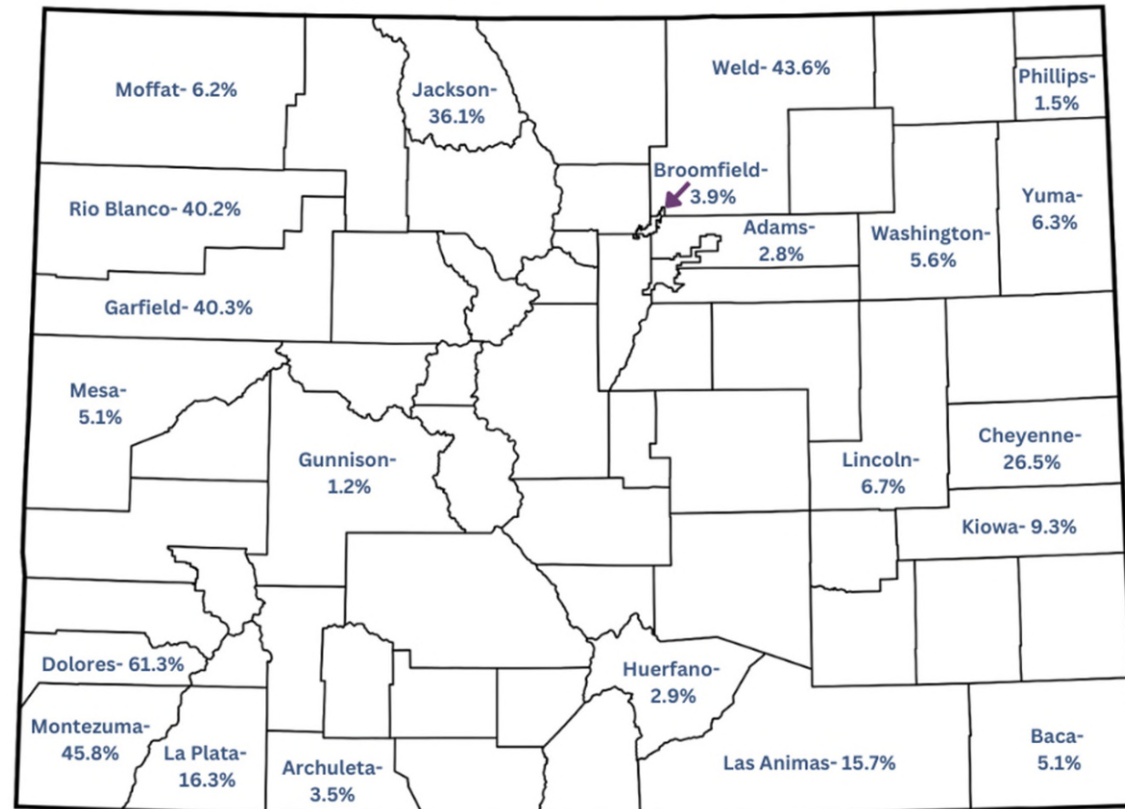 Moffat- 6.2%
Jackson-
36.1%
Weld- 43.6%
Phillips-
1.5%
Rio Blanco- 40.2%
Broomfield-
3.9%
Adams-
2.8%
Washington-
5.6%
Yuma-
6.3%
Garfield- 40.3%
Mesa-
5.1%
Gunnison-
1.2%
Lincoln-
6.7%
Cheyenne-
26.5%
Kiowa- 9.3%
Dolores- 61.3%
Huerfano-
2.9%
Montezuma-
45.8%
La Plata-
16.3%
Archuleta-
3.5%
Las Animas- 15.7%
Baca-
5.1%